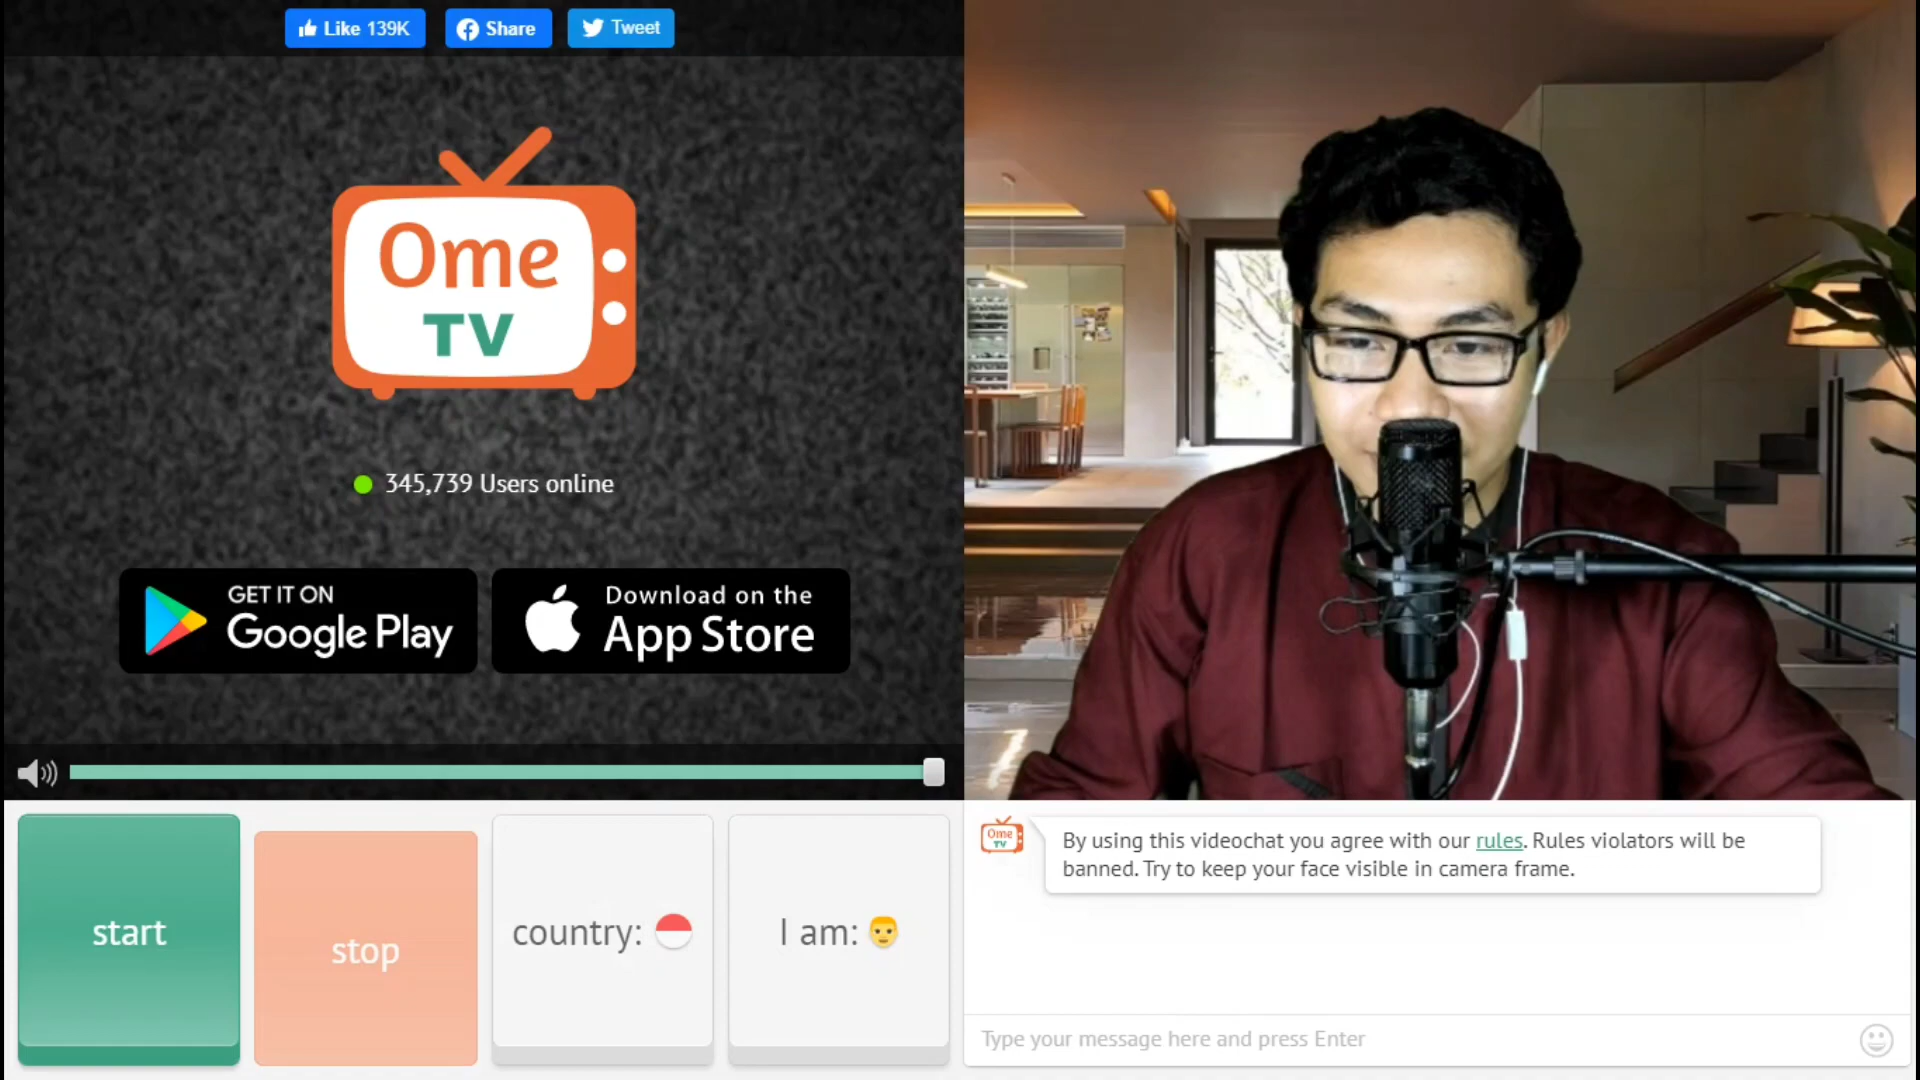 Like 139K
Share
Tweet
Ome
TV
345,739 Users online
GET IT ON
Google Play
Download on the
App Store
start
stop
country:
I am:
Ome
TV
By using this videochat you agree with our rules. Rules violators will be
banned. Try to keep your face visible in camera frame.
Type your message here and press Enter